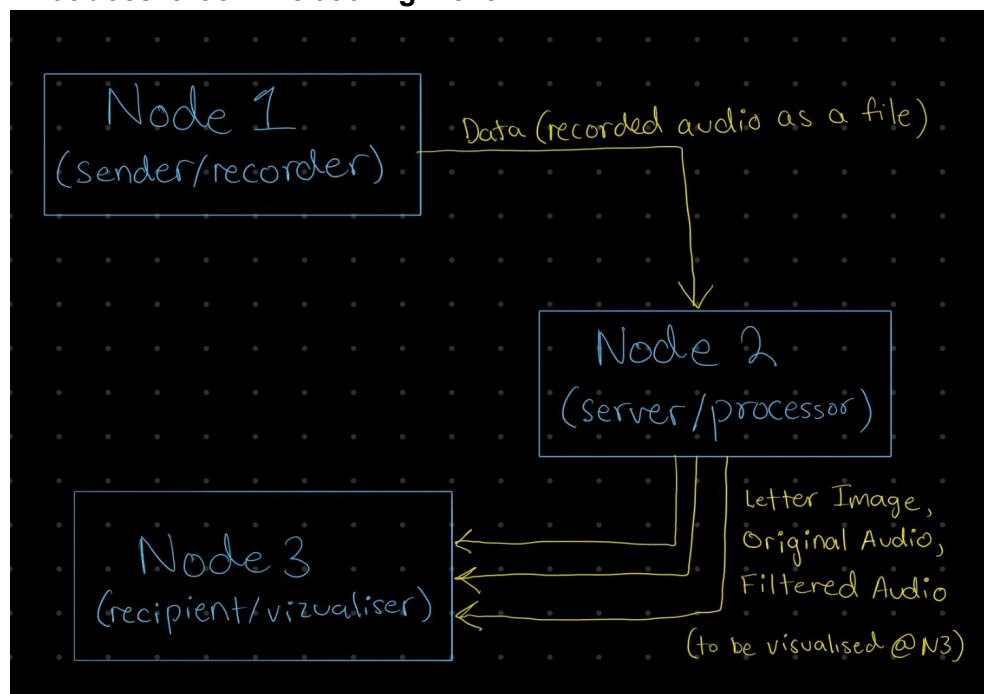 Node 1
(sender/recorder)
Data (recorded audio as a file)
Node 2
(server/processor)
Letter Image,
Original Audio,
Filtered Audio
(to be visualised @N3)
Node 3
(recipient/vizualiser)